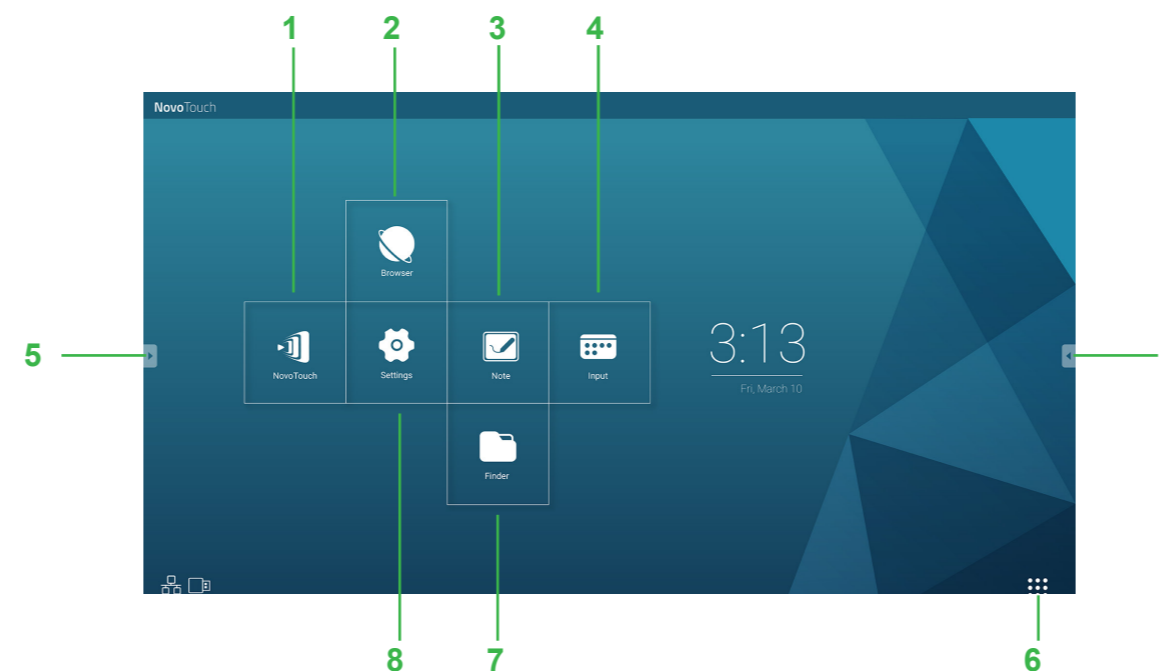 1 2 3 4
NovoTouch
Browser
5
NovoTouch Settings Note Input
3:13
Fri, March 10
Finder
8 7 6